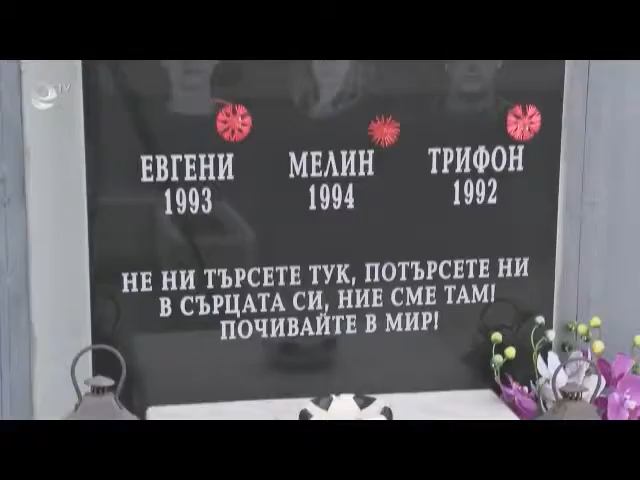 TV
ЕВГЕНИ МЕЛИН ТРИФОН
1993 1994 1992
НЕ НИ ТЪРСЕТЕ ТУК, ПОТЪРСЕТЕ НИ
В СЪРЦАТА СИ, НИЕ СМЕ ТАМ!
ПОЧИВАЙТЕ В МИР!